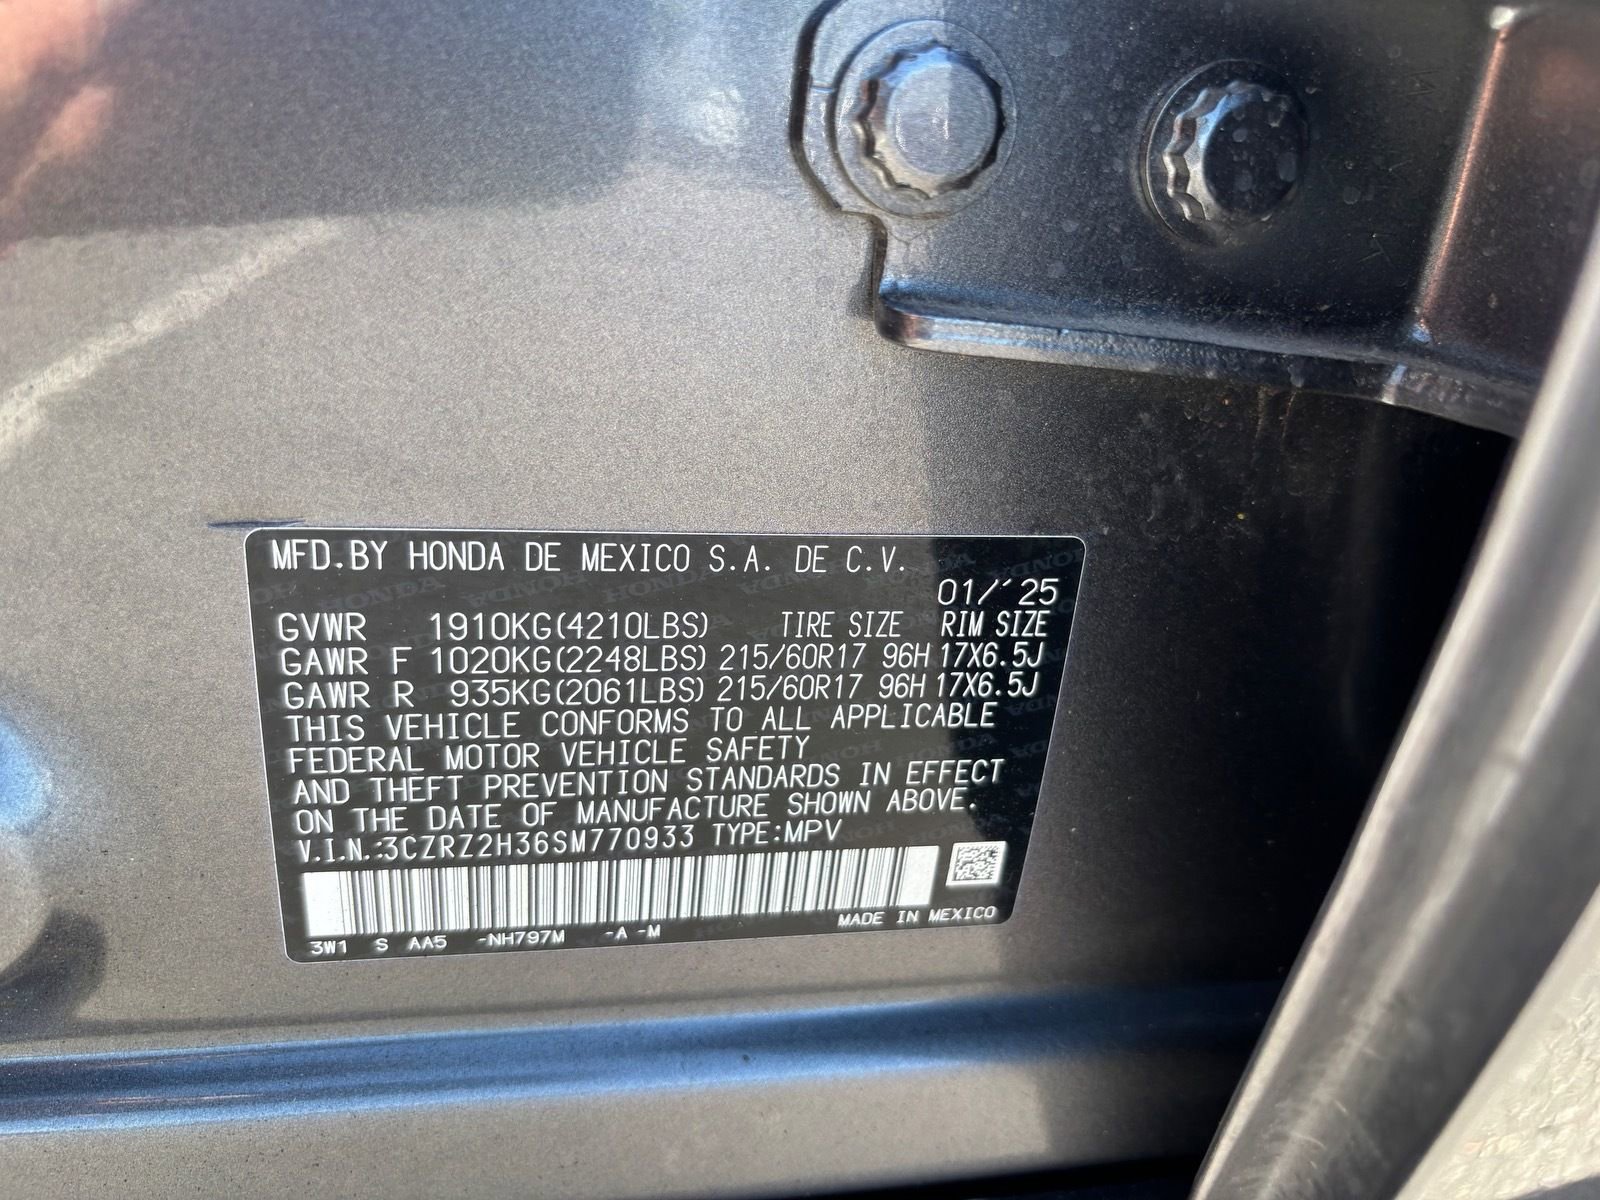 MFD.BY HONDA DE MEXICO S.A. DE C.V.
01/'25
GVWR 1910KG(4210LBS) TIRE SIZE RIM SIZE
GAWR F 1020KG(2248LBS) 215/60R17 96H 17X6.5J
GAWR R 935KG(2061LBS) 215/60R17 96H 17X6.5J
THIS VEHICLE CONFORMS TO ALL APPLICABLE
FEDERAL MOTOR VEHICLE SAFETY
AND THEFT PREVENTION STANDARDS IN EFFECT
ON THE DATE OF MANUFACTURE SHOWN ABOVE.
V.I.N.:3CZRZ2H36SM770933 TYPE:MPV
MADE IN MEXICO
3W1 S AA5 -NH797M -A -M